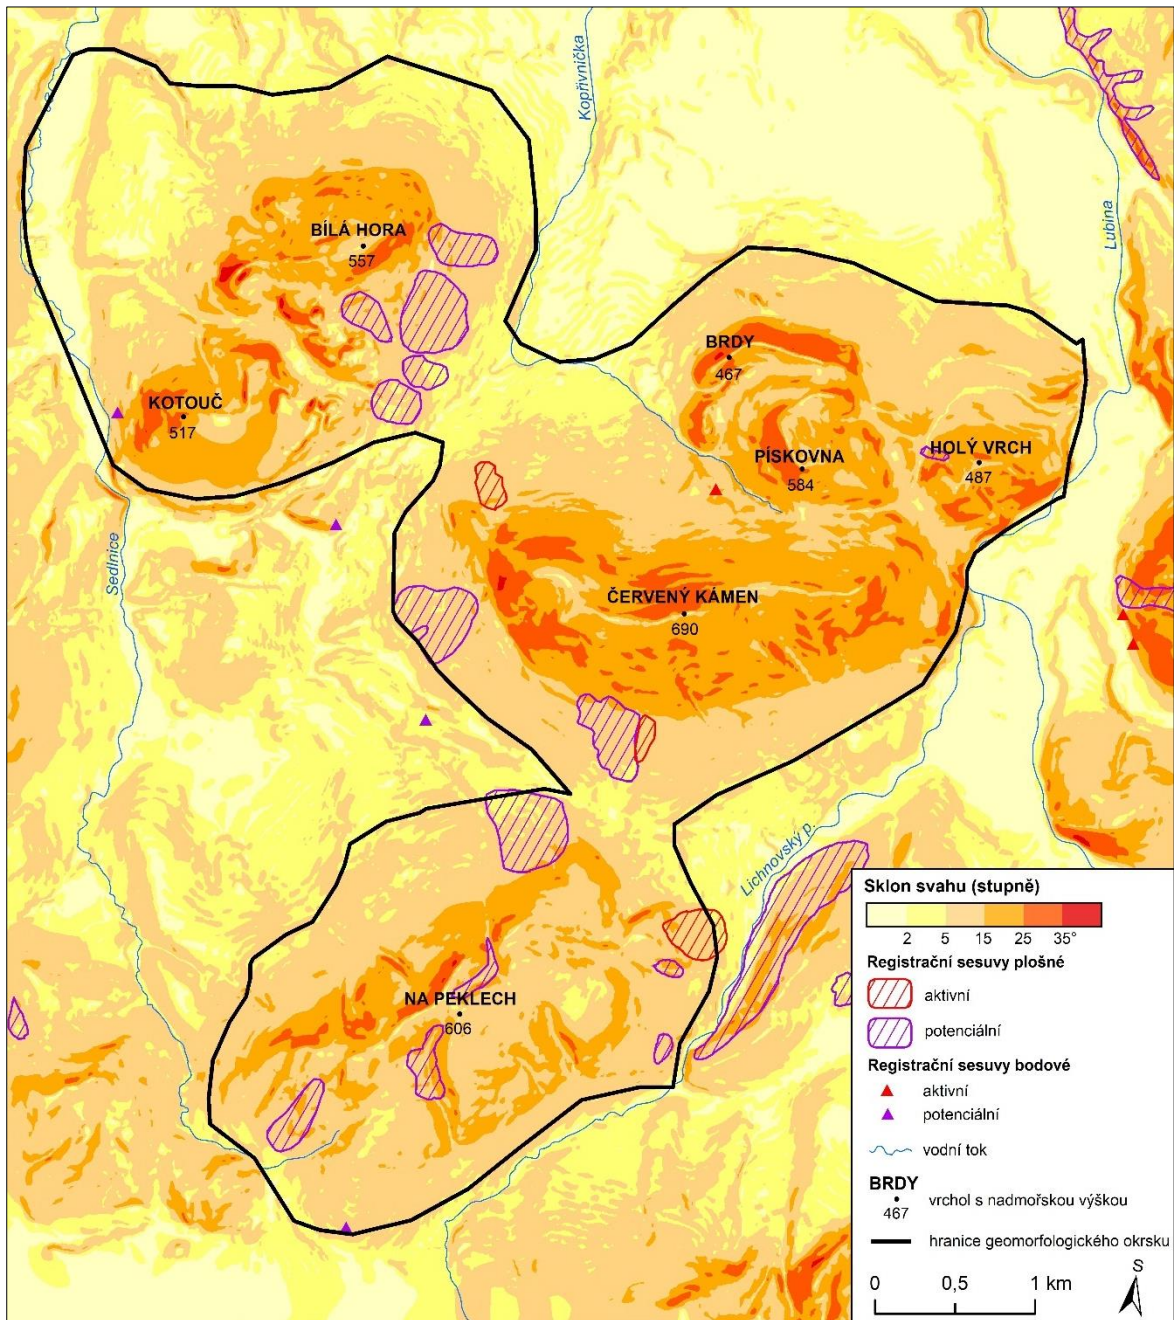 Kopřivnička
Lubina
BÍLÁ HORA
557
BRDY
467
KOTOUČ
517
PÍSKOVNA
584
HOLÝ VRCH
487
Sedlnice
ČERVENÝ KÁMEN
690
Lichnovský p.
NA PEKLECH
606
Sklon svahu (stupně)
2 5 15 25 35°
Registrační sesuvy plošné
aktivní
potenciální
Registrační sesuvy bodové
aktivní
potenciální
vodní tok
BRDY
467
vrchol s nadmořskou výškou
hranice geomorfologického okrsku
S
0 0,5 1 km